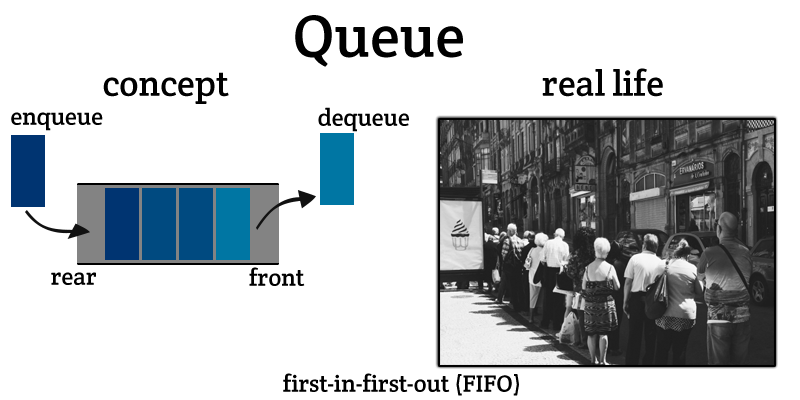 Queue
concept
real life
enqueue
dequeue
rear
front
first-in-first-out (FIFO)